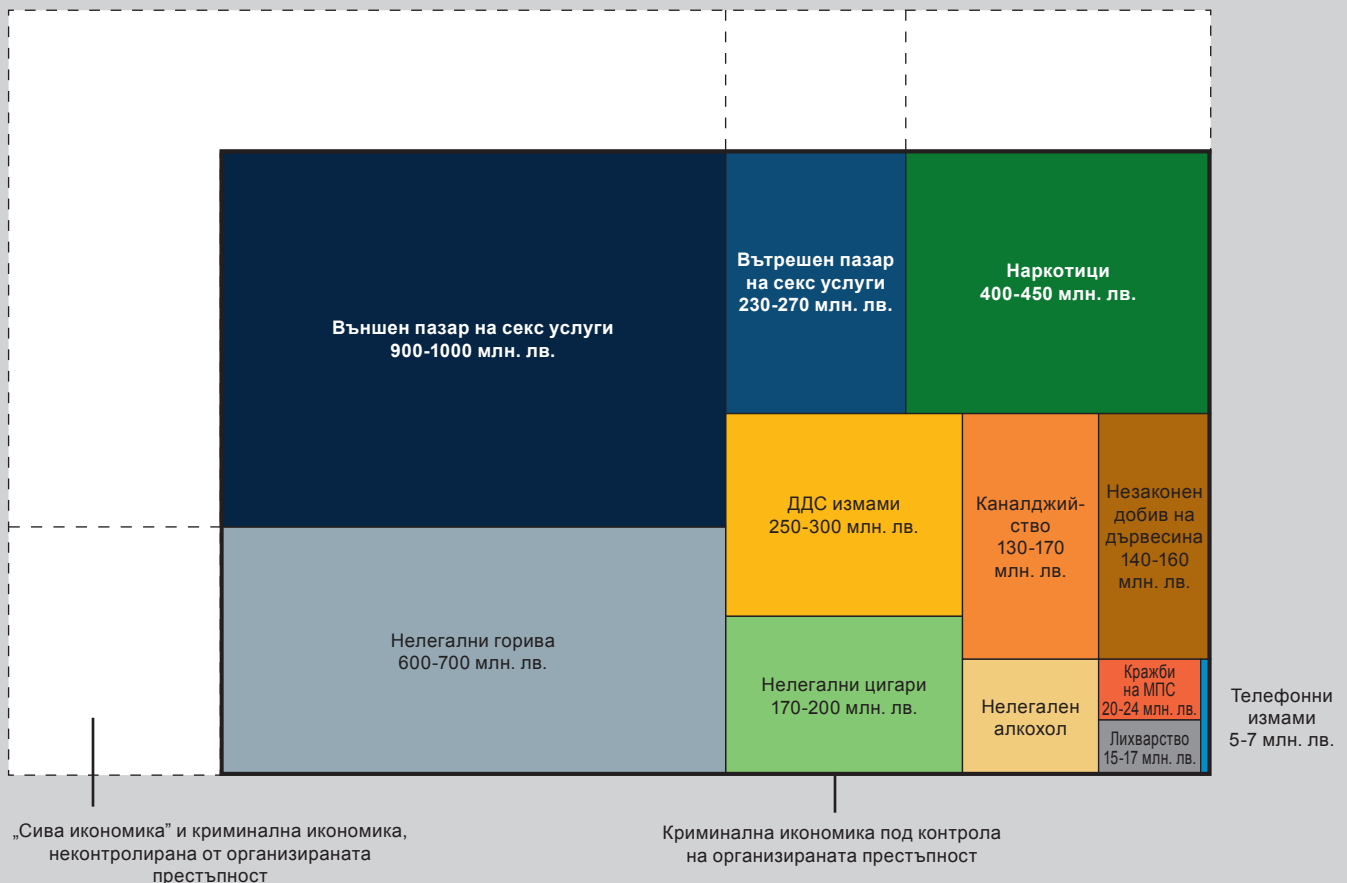 Външен пазар на секс услуги
900-1000 млн. лв.
Вътрешен пазар
на секс услуги
230-270 млн. лв.
Наркотици
400-450 млн. лв.
Нелегални горива
600-700 млн. лв.
ДДС измами
250-300 млн. лв.
Каналджий-
ство
130-170
млн. лв.
Незаконен
добив на
дървесина
140-160
млн. лв.
Нелегални цигари
170-200 млн. лв.
Нелегален
алкохол
Кражби
на МПС
20-24 млн. лв.
Лихварство
15-17 млн. лв.
Телефонни
измами
5-7 млн. лв.
„Сива икономика” и криминална икономика,
неконтролирана от организираната
престъпност
Криминална икономика под контрола
на организираната престъпност